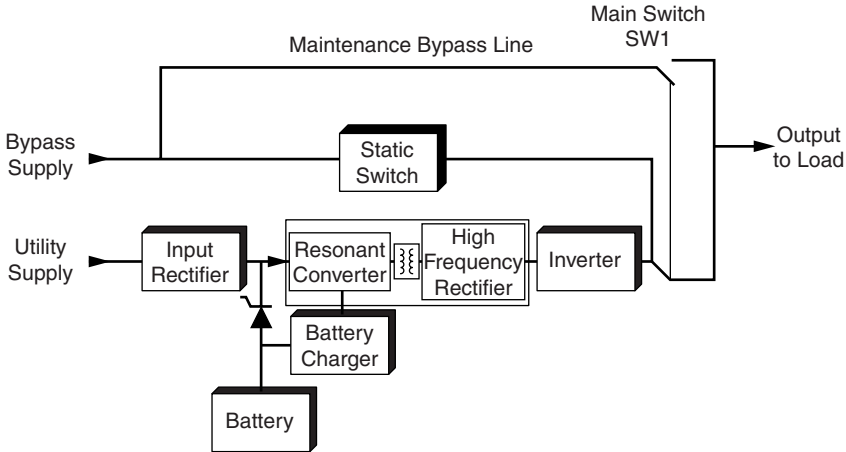 Main Switch
SW1
Maintenance Bypass Line
Bypass
Supply
Static
Switch
Output
to Load
Utility
Supply
Input
Rectifier
Resonant
Converter
High
Frequency
Rectifier
Inverter
Battery
Charger
Battery